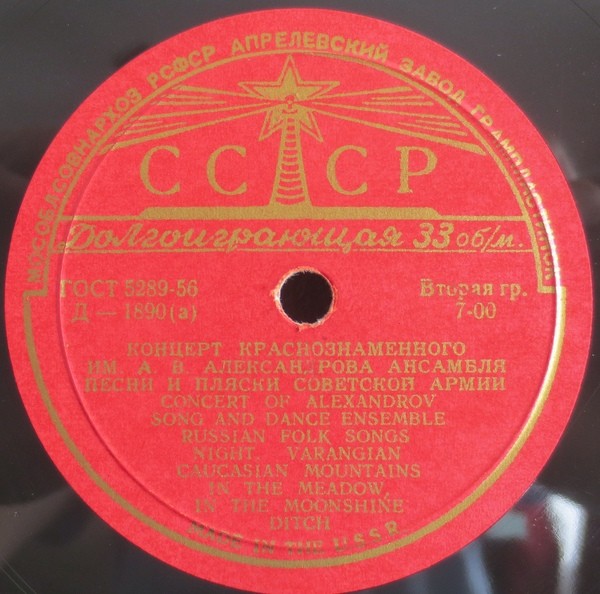 МОСОБЛСОВНАРХОЗ РСФСР АПРЕЛЕВСКИЙ ЗАВОД ГРАМПЛАСТИНОК
СССР
Долгоиграющая 33 об/м.
ГОСТ 5289-56
Вторая гр.
Д — 1890(а)
7-00
КОНЦЕРТ КРАСНОЗНАМЕННОГО
ИМ. А. В. АЛЕКСАНДРОВА АНСАМБЛЯ
ПЕСНИ И ПЛЯСКИ СОВЕТСКОЙ АРМИИ
CONCERT OF ALEXANDROV
SONG AND DANCE ENSEMBLE
RUSSIAN FOLK SONGS
NIGHT, VARANGIAN
CAUCASIAN MOUNTAINS
IN THE MEADOW,
IN THE MOONSHINE
DITCH
MADE IN THE USSR